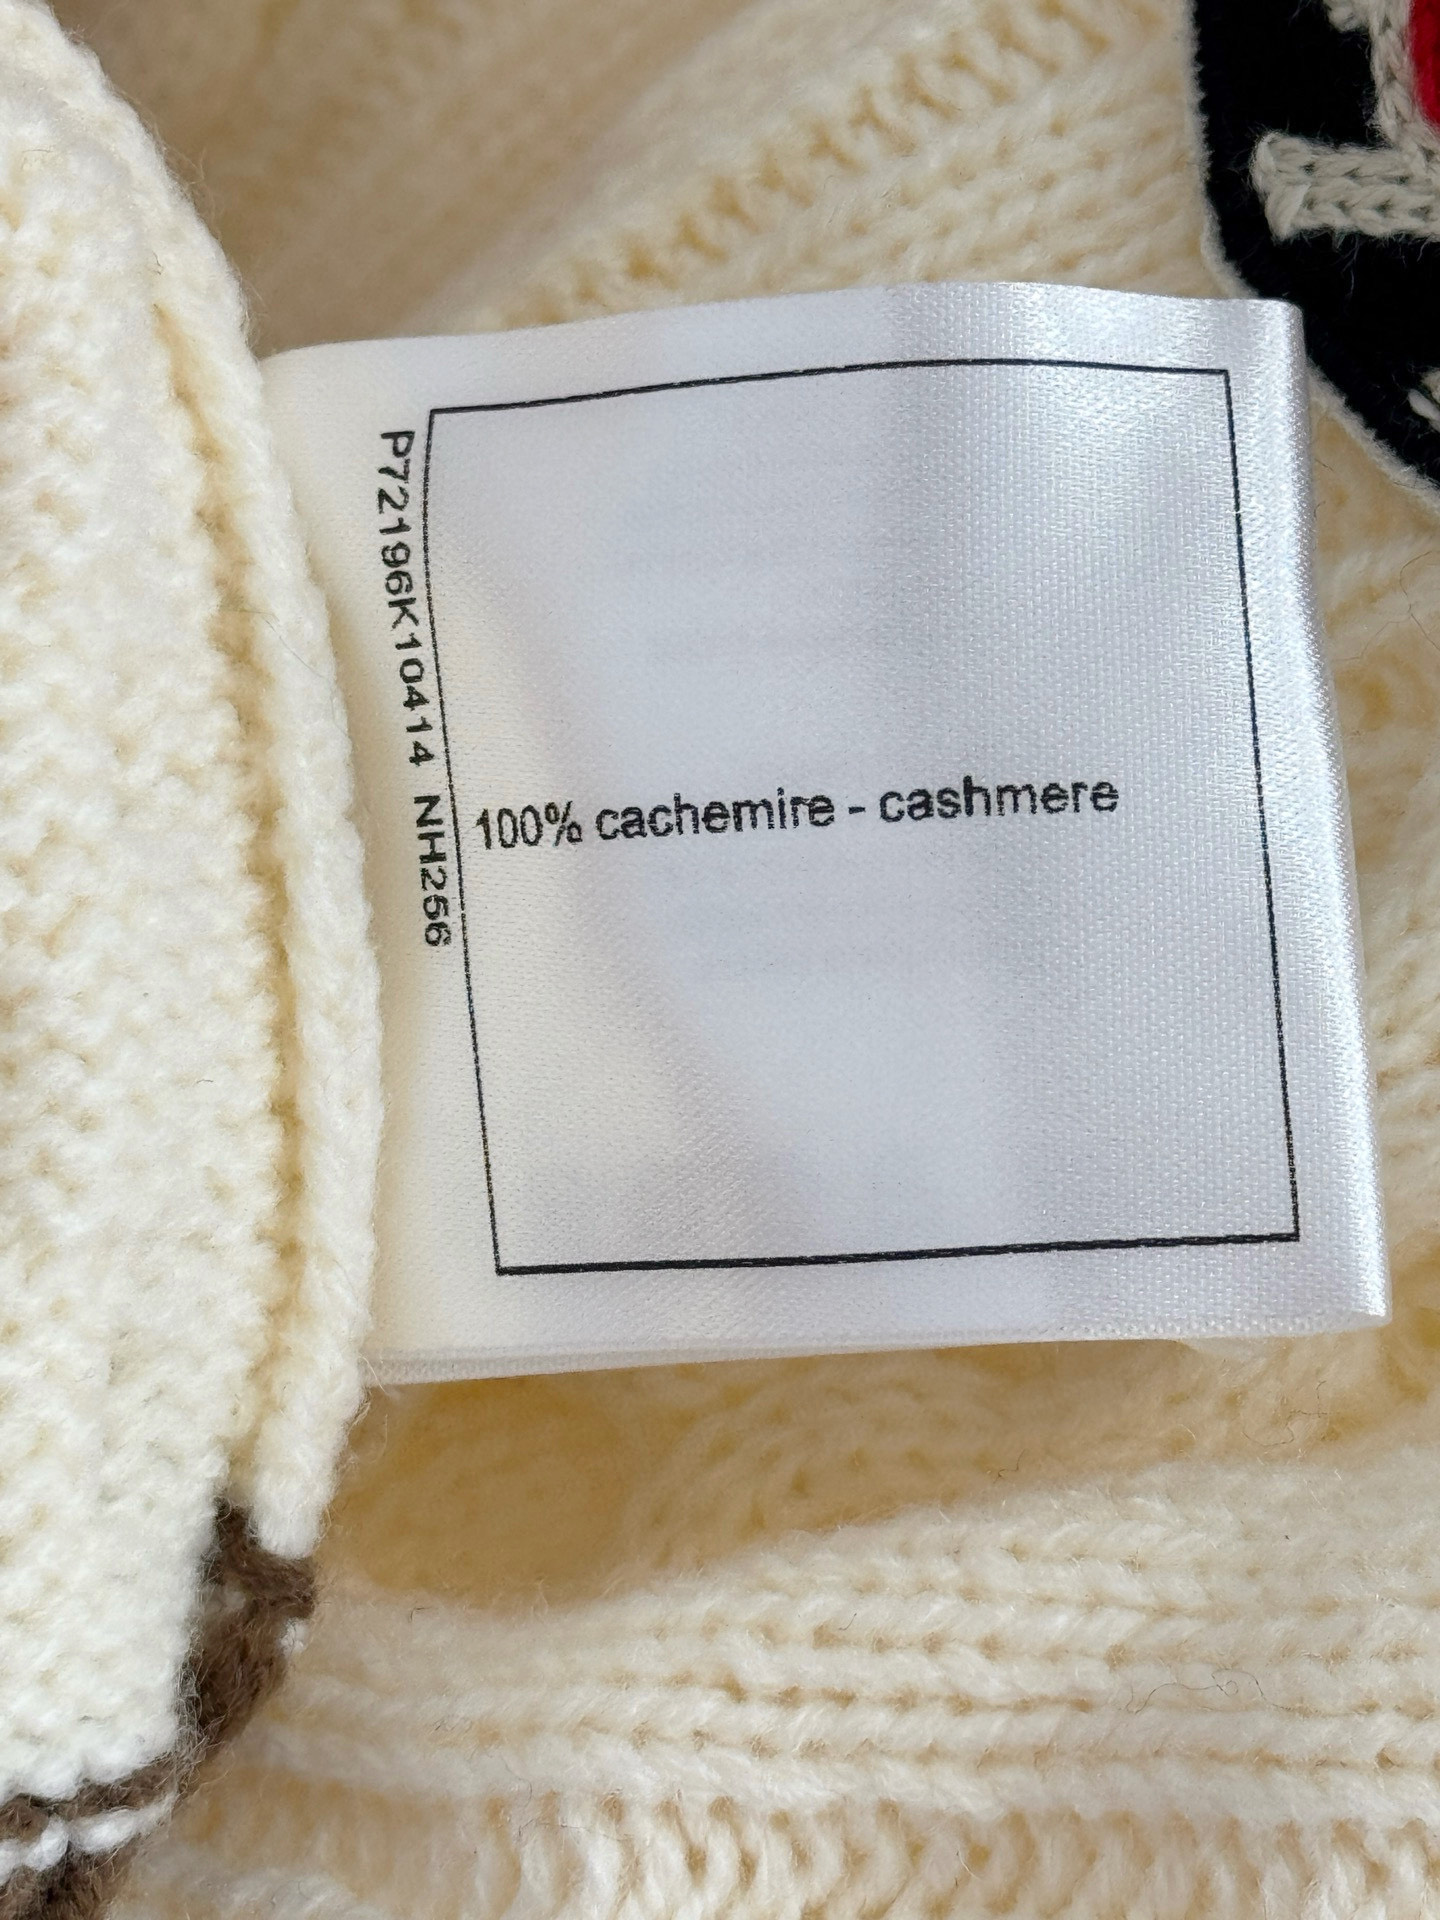 P72196K10414 NH256
100% cachemire - cashmere